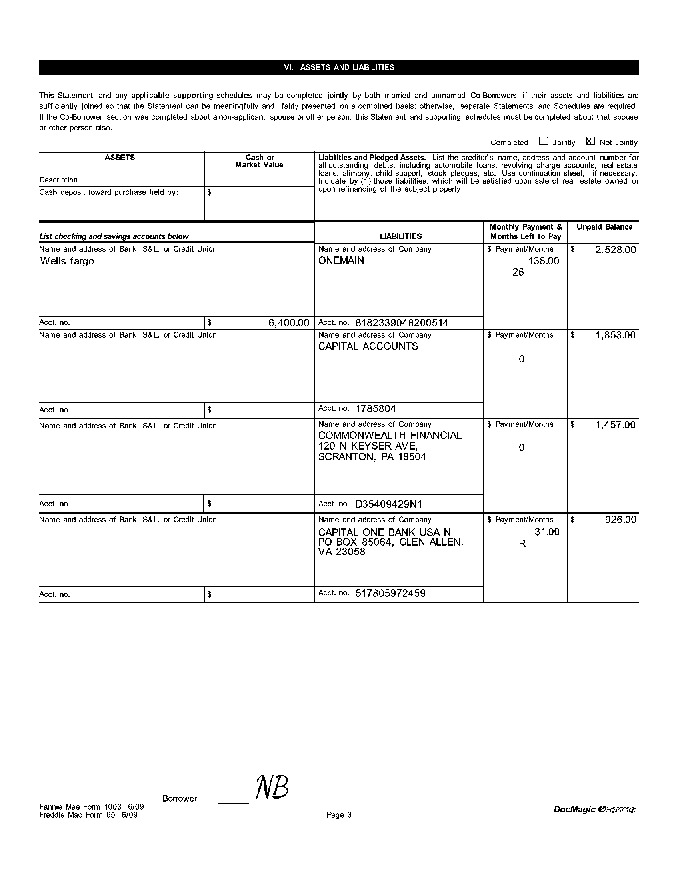 VI. ASSETS AND LIABILITIES
This Statement and any applicable supporting schedules may be completed jointly by both married and unmarried Co-Borrowers if their assets and liabilities are
sufficiently joined so that the Statement can be meaningfully and fairly presented on a combined basis; otherwise, separate Statements and Schedules are required.
If the Co-Borrower section was completed about a non-applicant spouse or other person, this Statement and supporting schedules must be completed about that spouse
or other person also.
Completed Jointly X Not Jointly
ASSETS
Cash or
Market Value
Description
Cash deposit toward purchase held by: $
Liabilities and Pledged Assets. List the creditor's name, address and account number for
all outstanding debts, including automobile loans, revolving charge accounts, real estate
loans, alimony, child support, stock pledges, etc. Use continuation sheet, if necessary.
Indicate by (*) those liabilities, which will be satisfied upon sale of real estate owned or
upon refinancing of the subject property.
List checking and savings accounts below
LIABILITIES
Monthly Payment &
Months Left To Pay
Unpaid Balance
Name and address of Bank, S&L, or Credit Union
Wells fargo
Name and address of Company
ONEMAIN
$ Payment/Months
138.00
26
$ 2,528.00
Acct. no. $ 6,400.00
Acct. no.
Name and address of Bank, S&L, or Credit Union
Name and address of Company
CAPITAL ACCOUNTS
$ Payment/Months
0
$ 1,853.00
Acct. no. $
Acct. no. 1785804
Name and address of Bank, S&L, or Credit Union
Name and address of Company
COMMONWEALTH FINANCIAL
120 N KEYSER AVE,
SCRANTON, PA 18504
$ Payment/Months
0
$ 1,457.00
Acct. no. $
Acct. no. D35409429N1
Name and address of Bank, S&L, or Credit Union
Name and address of Company
CAPITAL ONE BANK USA N
PO BOX 85064, GLEN ALLEN,
VA 23058
$ Payment/Months
31.00
R
$ 926.00
Acct. no. $
Acct. no. 517805972459
Borrower NB
Fannie Mae Form 1003 6/09
Freddie Mac Form 65 6/09
Page 3
DocMagic